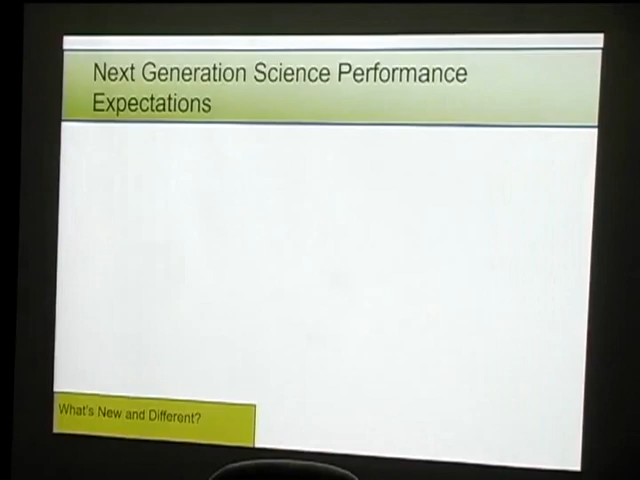 Next Generation Science Performance
Expectations
What's New and Different?